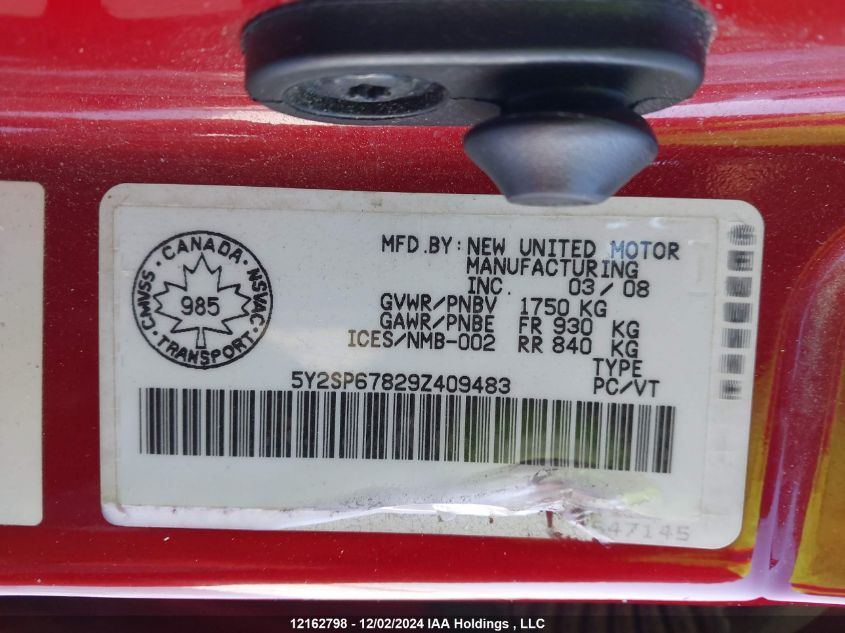 CANADA
CMVSS
NSVAC
985
TRANSPORT
MFD.BY: NEW UNITED MOTOR
MANUFACTURING
INC. 03/08
GVWR/PNBV 1750 KG
GAWR/PNBE FR 930 KG
ICES/NMB-002 RR 840 KG
TYPE
5Y2SP67829Z409483 PC/VT
47145
12162798 - 12/02/2024 IAA Holdings , LLC